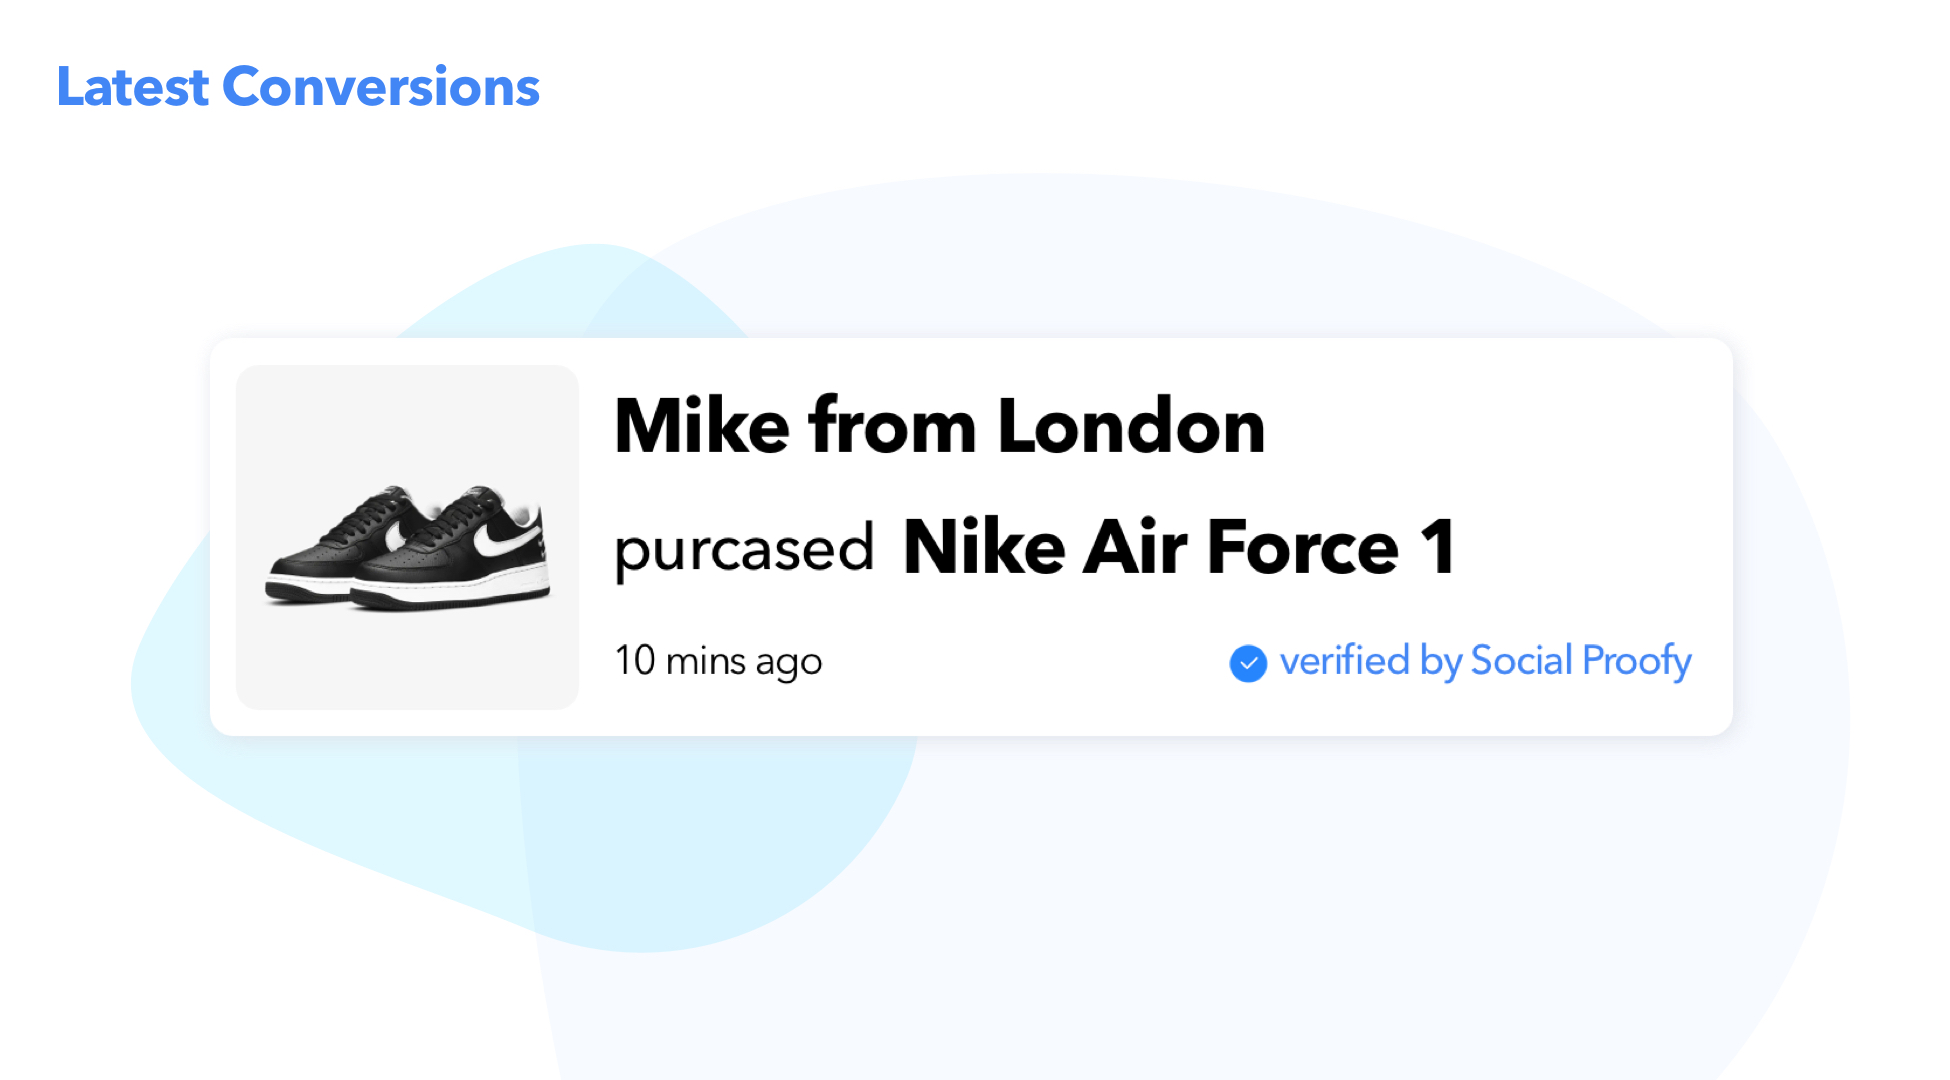 Latest Conversions
Mike from London
purcased Nike Air Force 1
10 mins ago
verified by Social Proofy